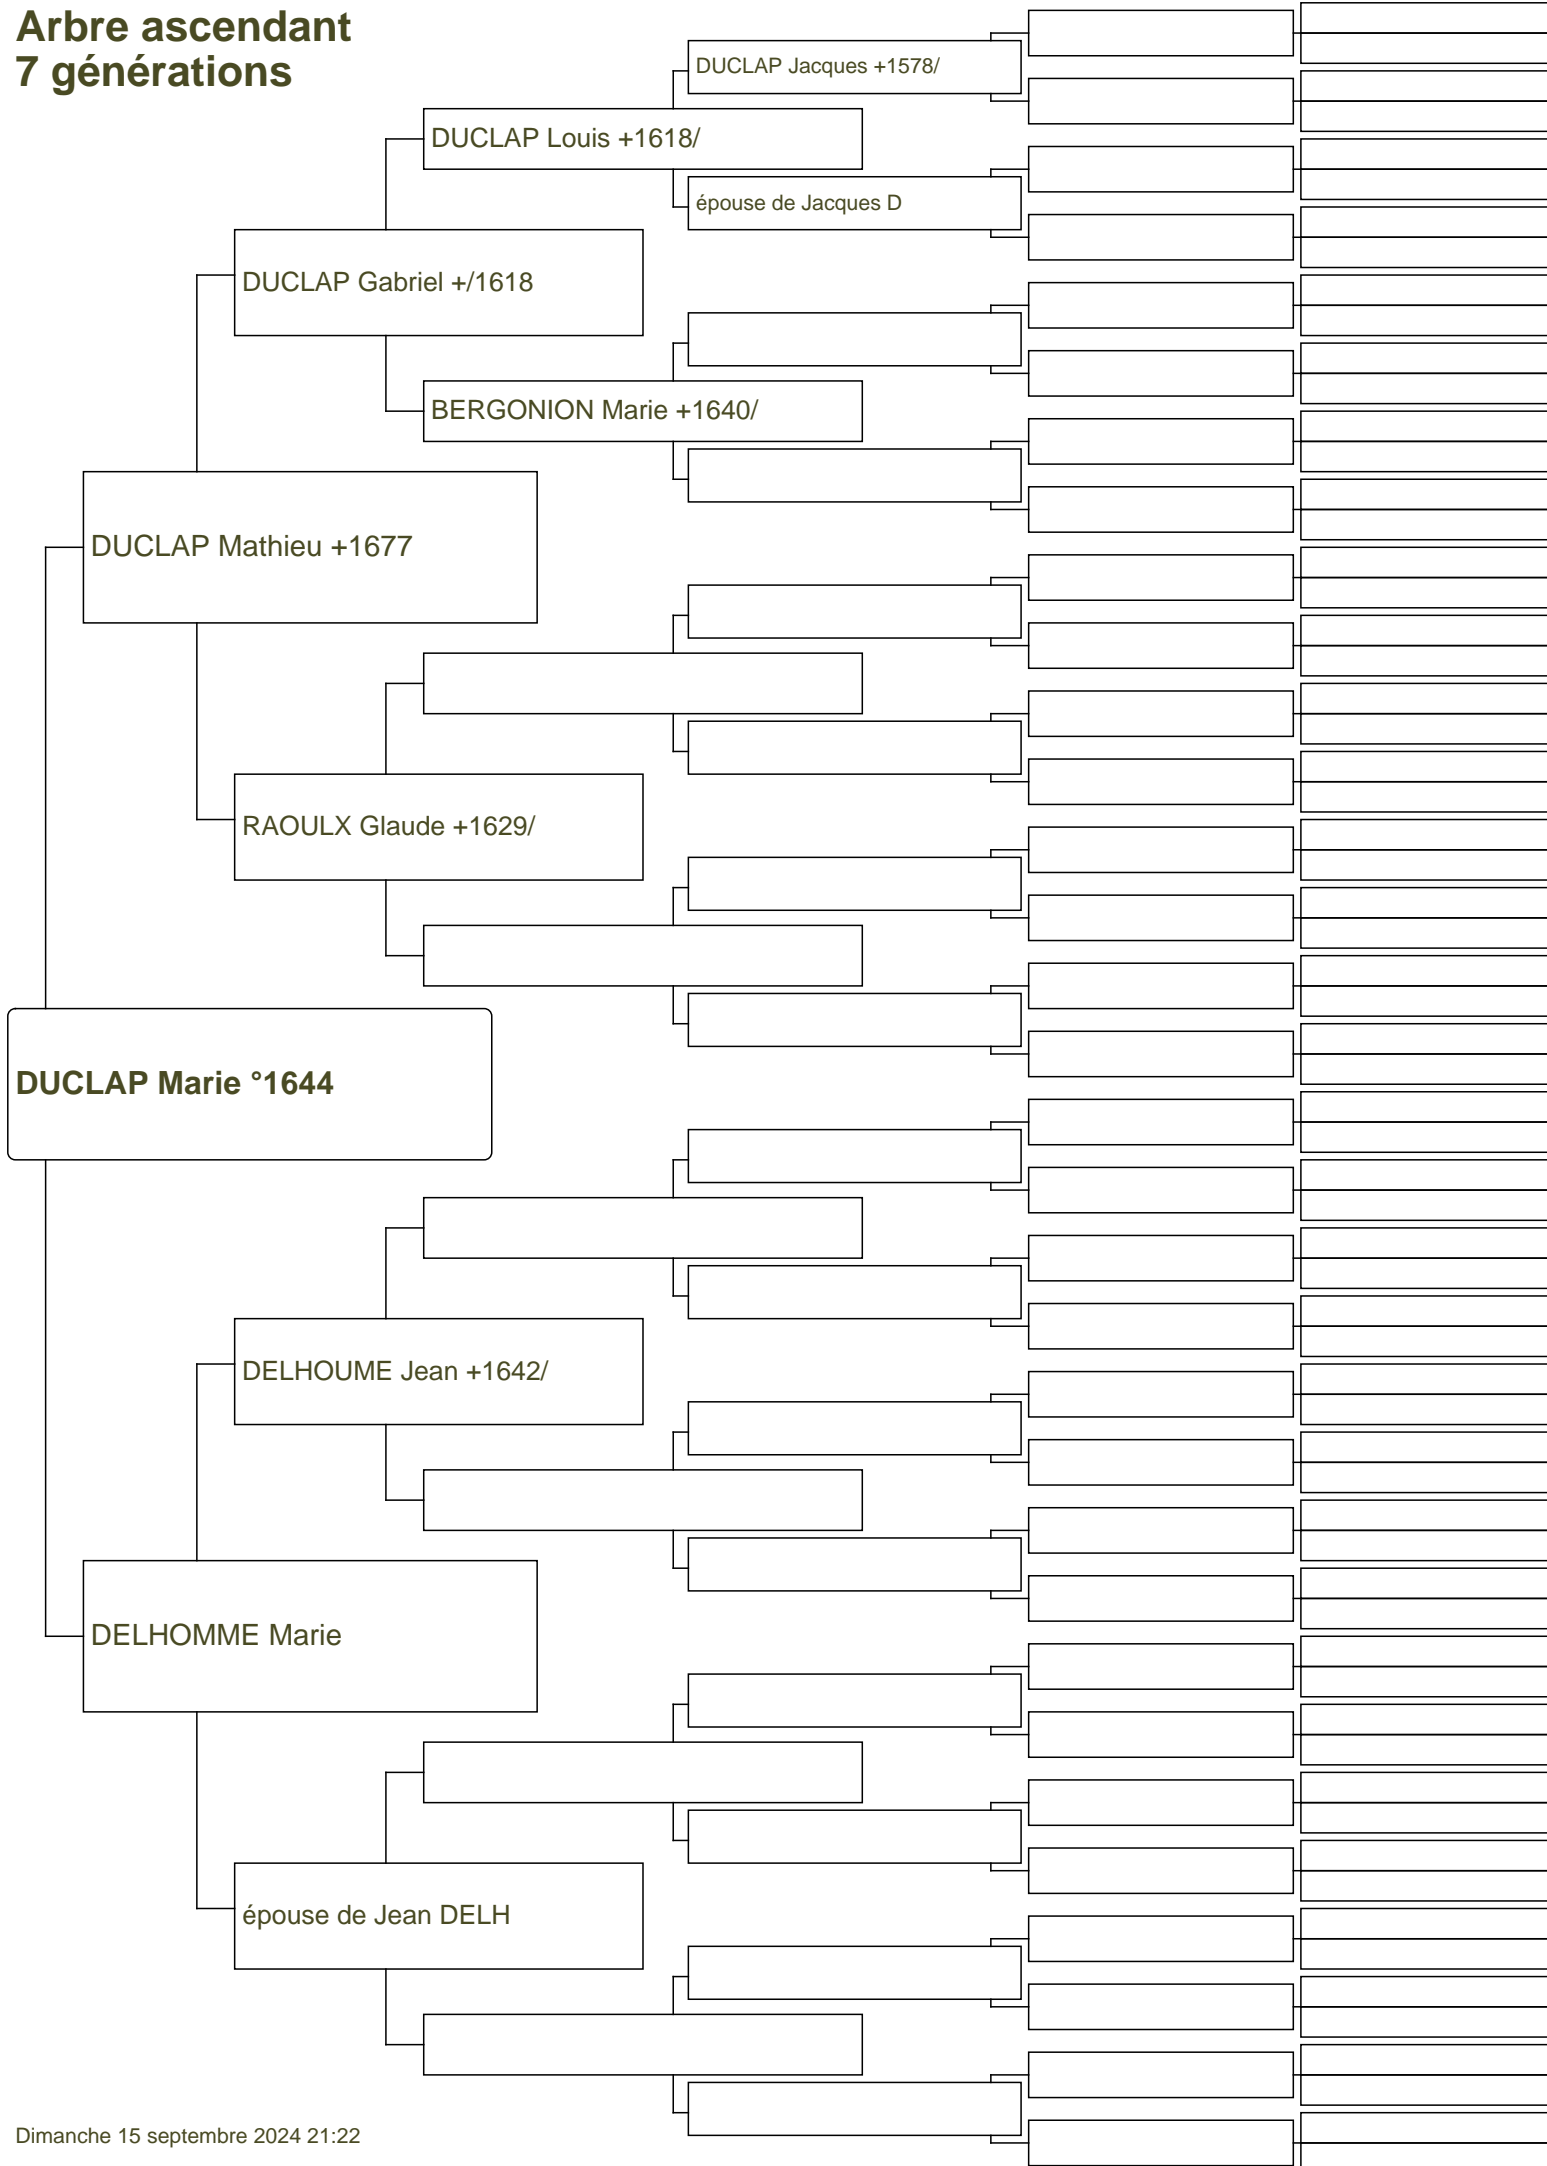 Arbre ascendant
7 générations
DUCLAP Jacques +1578/
DUCLAP Louis +1618/
épouse de Jacques D
DUCLAP Gabriel +/1618
BERGONION Marie +1640/
DUCLAP Mathieu +1677
RAOULX Glaude +1629/
DUCLAP Marie °1644
DELHOUME Jean +1642/
DELHOMME Marie
épouse de Jean DELH
Dimanche 15 septembre 2024 21:22